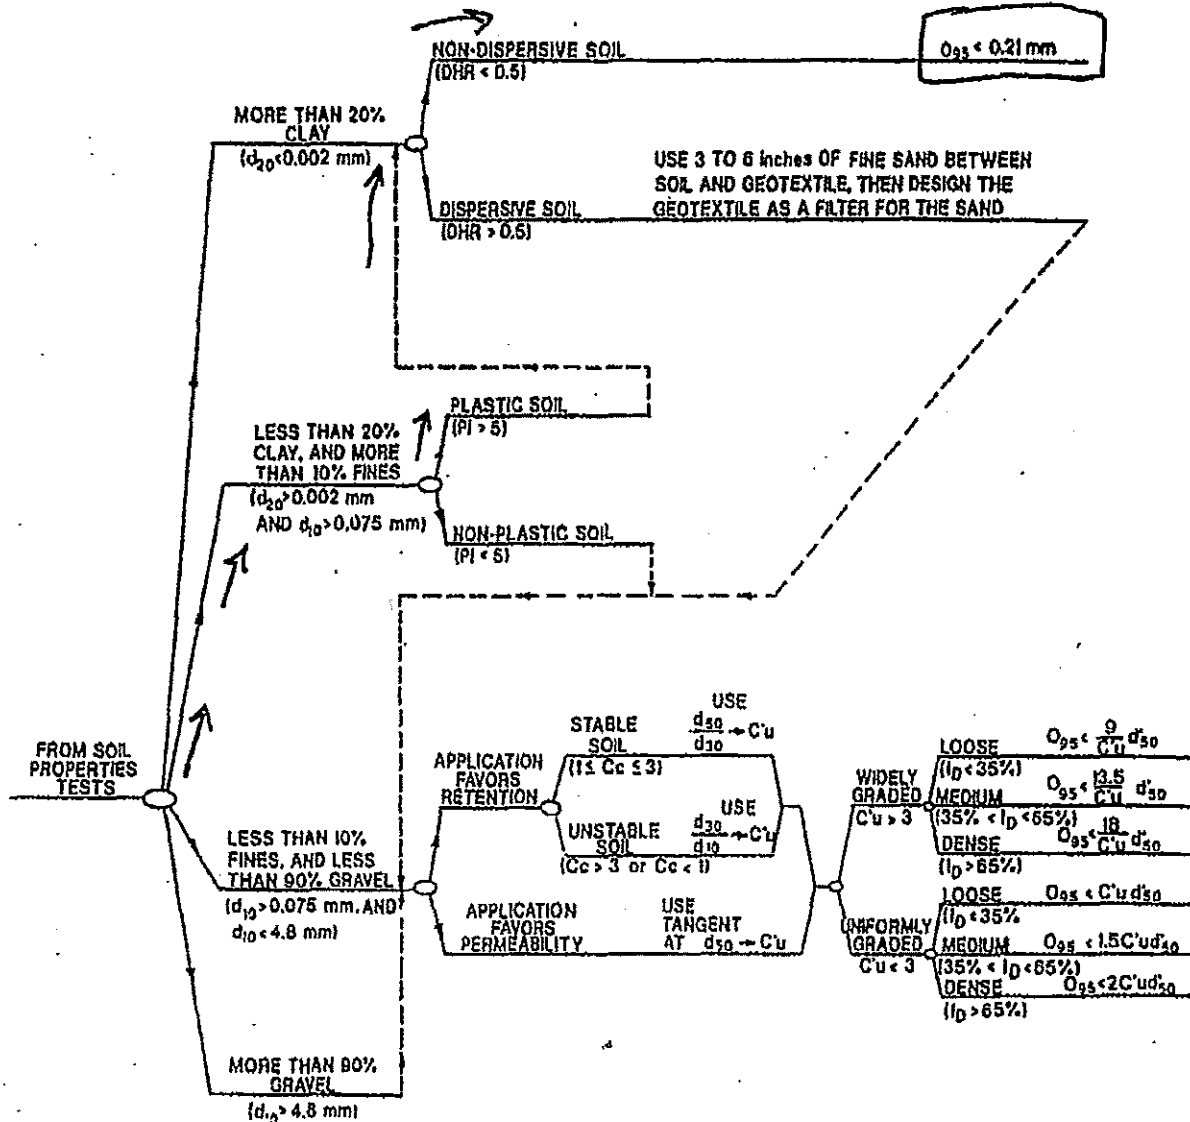 NON-DISPERSIVE SOIL
(DHR < 0.5)
O95 < 0.21 mm
MORE THAN 20%
CLAY
(d20<0.002 mm)
USE 3 TO 6 inches OF FINE SAND BETWEEN
SOIL AND GEOTEXTILE, THEN DESIGN THE
GEOTEXTILE AS A FILTER FOR THE SAND
DISPERSIVE SOIL
(DHR > 0.5)
PLASTIC SOIL
(PI > 5)
LESS THAN 20%
CLAY, AND MORE
THAN 10% FINES
(d20>0.002 mm
AND d10>0.075 mm)
NON-PLASTIC SOIL
(PI < 5)
FROM SOIL
PROPERTIES
TESTS
LESS THAN 10%
FINES, AND LESS
THAN 90% GRAVEL
(d10>0.075 mm, AND
d10<4.8 mm)
APPLICATION
FAVORS
RETENTION
STABLE
SOIL
(1≤ Cc ≤3)
USE
d50/d10 → C'u
UNSTABLE
SOIL
(Cc > 3 or Cc < 1)
USE
d30/d10 → C'u
APPLICATION
FAVORS
PERMEABILITY
USE
TANGENT
AT d50 → C'u
WIDELY
GRADED
C'u > 3
LOOSE
(ID <35%)
O95 < 9/C'u d'50
MEDIUM
(35% < ID <65%)
O95 < 13.5/C'u d'50
DENSE
(ID >65%)
O95 < 18/C'u d'50
UNIFORMLY
GRADED
C'u < 3
LOOSE
(ID <35%
O95 < C'u d'50
MEDIUM
(35% < ID <65%)
O95 <1.5C'ud'50
DENSE
(ID >65%)
O95<2C'ud'50
MORE THAN 90%
GRAVEL
(d10>4.8 mm)